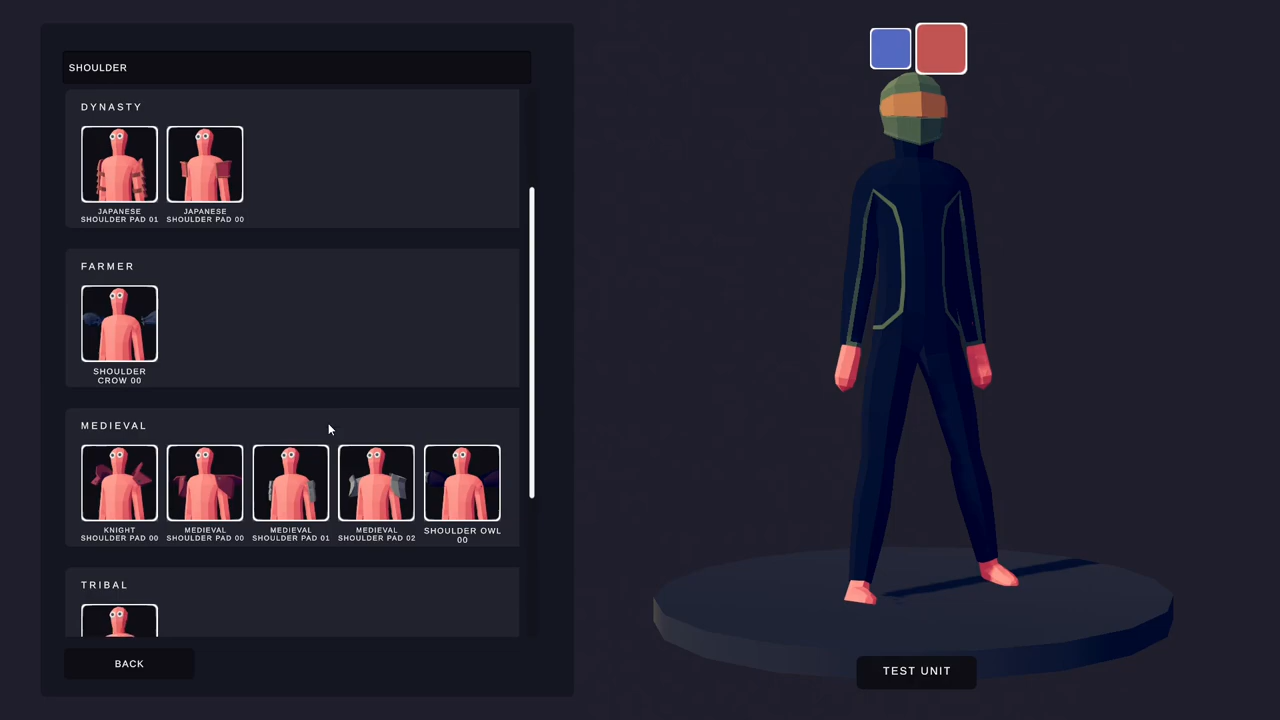 SHOULDER
DYNASTY
JAPANESE
SHOULDER PAD 01
JAPANESE
SHOULDER PAD 00
FARMER
SHOULDER
CROW 00
MEDIEVAL
KNIGHT
SHOULDER PAD 00
MEDIEVAL
SHOULDER PAD 00
MEDIEVAL
SHOULDER PAD 01
MEDIEVAL
SHOULDER PAD 02
SHOULDER OWL
00
TRIBAL
BACK
TEST UNIT